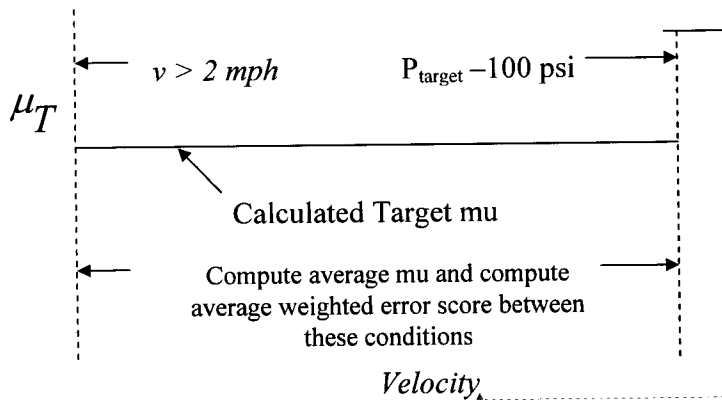 v > 2 mph
P_target –100 psi
μ_T
Calculated Target mu
Compute average mu and compute
average weighted error score between
these conditions
Velocity